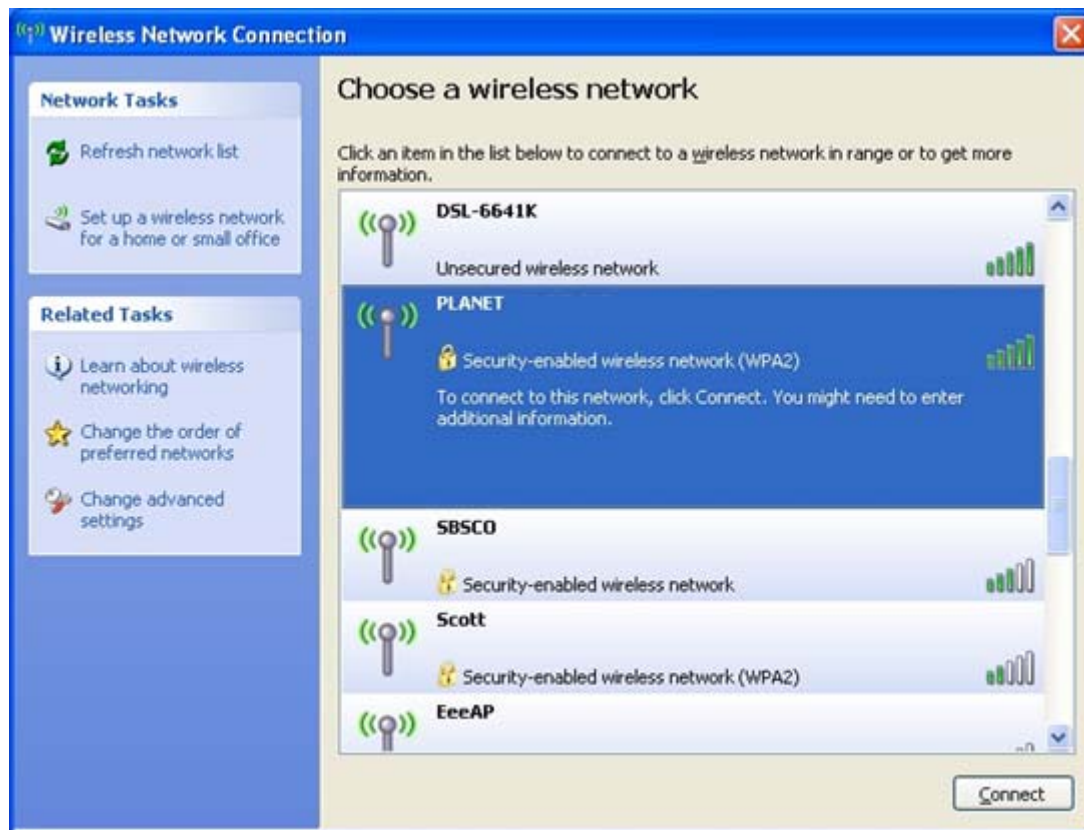 Wireless Network Connection
Network Tasks
Refresh network list
Set up a wireless network
for a home or small office
Related Tasks
Learn about wireless
networking
Change the order of
preferred networks
Change advanced
settings
Choose a wireless network
Click an item in the list below to connect to a wireless network in range or to get more
information.
DSL-6641K
Unsecured wireless network
PLANET
Security-enabled wireless network (WPA2)
To connect to this network, click Connect. You might need to enter
additional information.
SBSCO
Security-enabled wireless network
Scott
Security-enabled wireless network (WPA2)
EeeAP
Connect